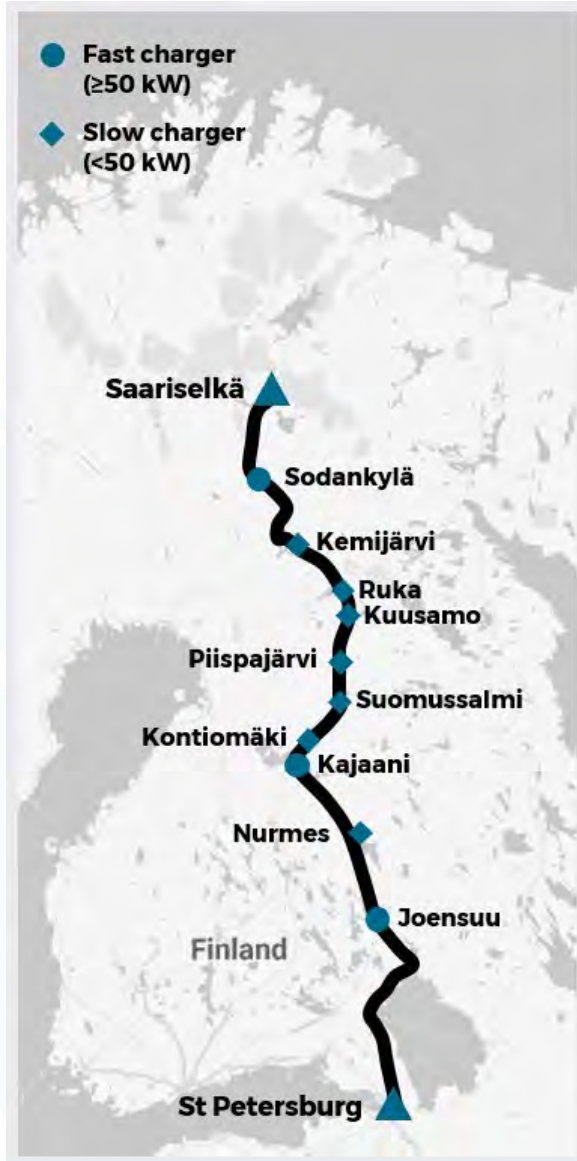 Fast charger
(≥50 kW)
Slow charger
(<50 kW)
Saariselkä
Sodankylä
Kemijärvi
Ruka
Kuusamo
Piispajärvi
Suomussalmi
Kontiomäki
Kajaani
Nurmes
Joensuu
Finland
St Petersburg